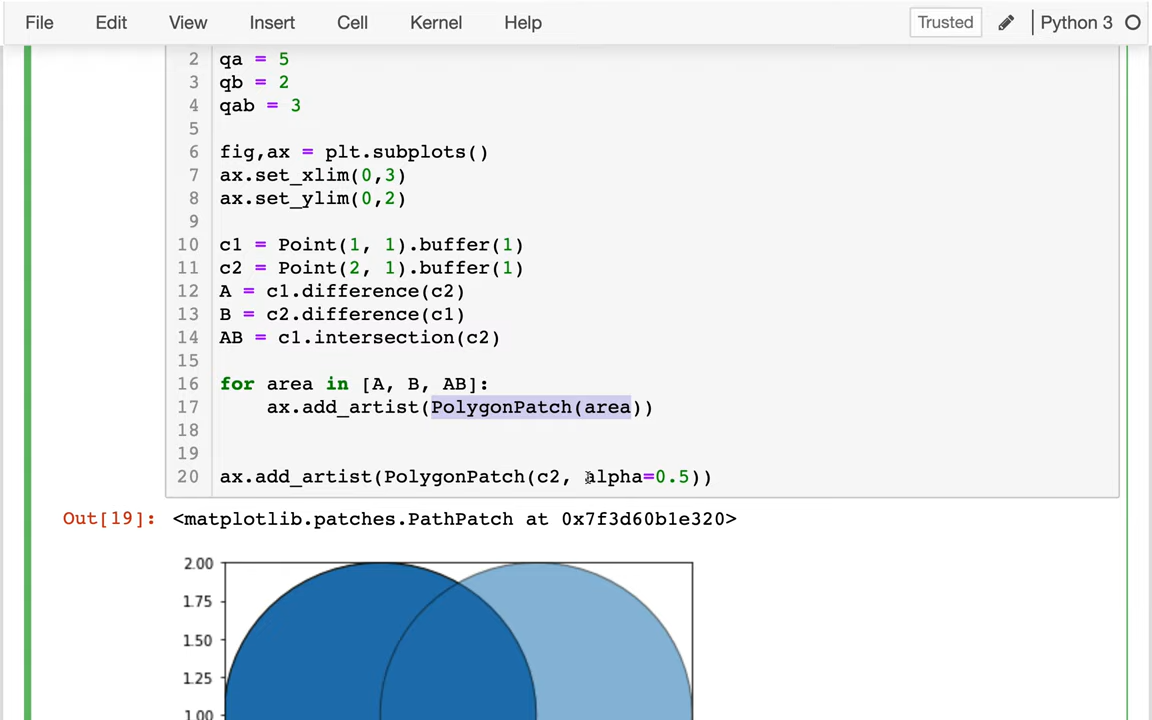 File Edit View Insert Cell Kernel Help Trusted Python 3
2 qa = 5
3 qb = 2
4 qab = 3
5
6 fig,ax = plt.subplots()
7 ax.set_xlim(0,3)
8 ax.set_ylim(0,2)
9
10 c1 = Point(1, 1).buffer(1)
11 c2 = Point(2, 1).buffer(1)
12 A = c1.difference(c2)
13 B = c2.difference(c1)
14 AB = c1.intersection(c2)
15
16 for area in [A, B, AB]:
17     ax.add_artist(PolygonPatch(area))
18
19
20 ax.add_artist(PolygonPatch(c2, alpha=0.5))
Out[19]: <matplotlib.patches.PathPatch at 0x7f3d60b1e320>
2.00
1.75
1.50
1.25
1.00